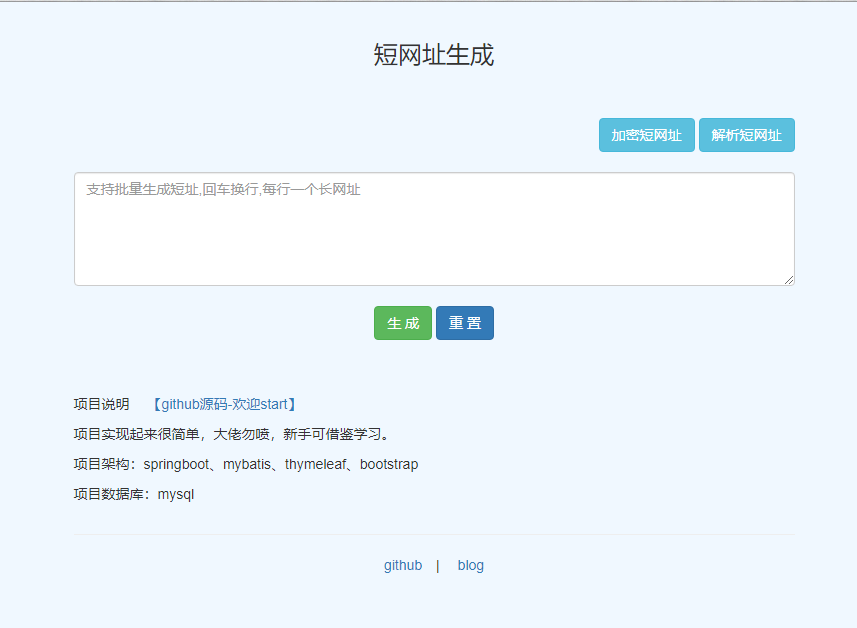 短网址生成
加密短网址 解析短网址
支持批量生成短址,回车换行,每行一个长网址
生 成 重 置
项目说明 【github源码-欢迎start】
项目实现起来很简单，大佬勿喷，新手可借鉴学习。
项目架构：springboot、mybatis、thymeleaf、bootstrap
项目数据库：mysql
github | blog